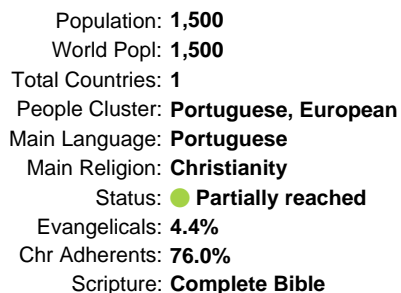 Population: 1,500
World Popl: 1,500
Total Countries: 1
People Cluster: Portuguese, European
Main Language: Portuguese
Main Religion: Christianity
Status: Partially reached
Evangelicals: 4.4%
Chr Adherents: 76.0%
Scripture: Complete Bible